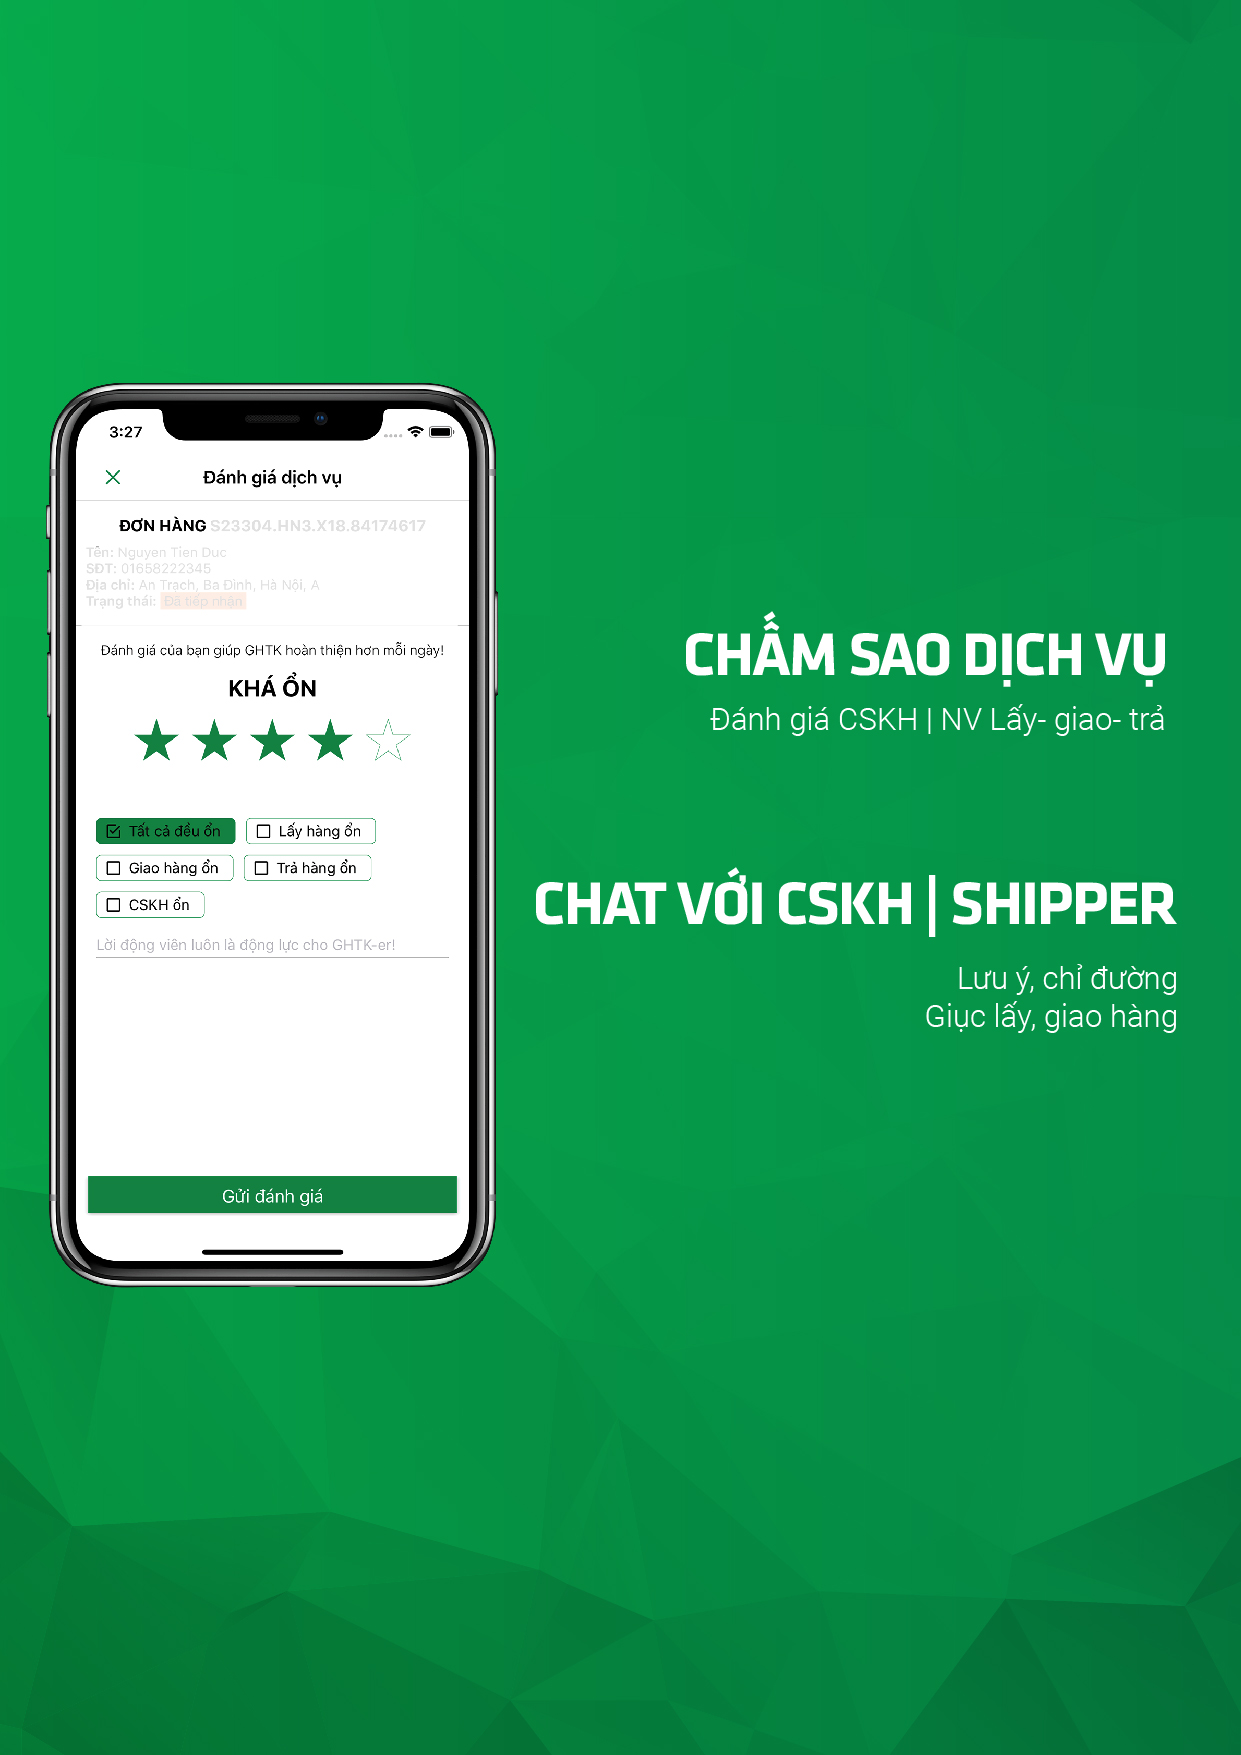 3:27
Đánh giá dịch vụ
ĐƠN HÀNG S23304.HN3.X18.84174617
Tên: Nguyen Tien Duc
SĐT: 01658222345
Địa chỉ: An Trạch, Ba Đình, Hà Nội, A
Trạng thái: Đã tiếp nhận
Đánh giá của bạn giúp GHTK hoàn thiện hơn mỗi ngày!
KHÁ ỔN
Tất cả đều ổn
Lấy hàng ổn
Giao hàng ổn
Trả hàng ổn
CSKH ổn
Lời động viên luôn là động lực cho GHTK-er!
Gửi đánh giá
CHẤM SAO DỊCH VỤ
Đánh giá CSKH | NV Lấy- giao- trả
CHAT VỚI CSKH | SHIPPER
Lưu ý, chỉ đường
Giục lấy, giao hàng